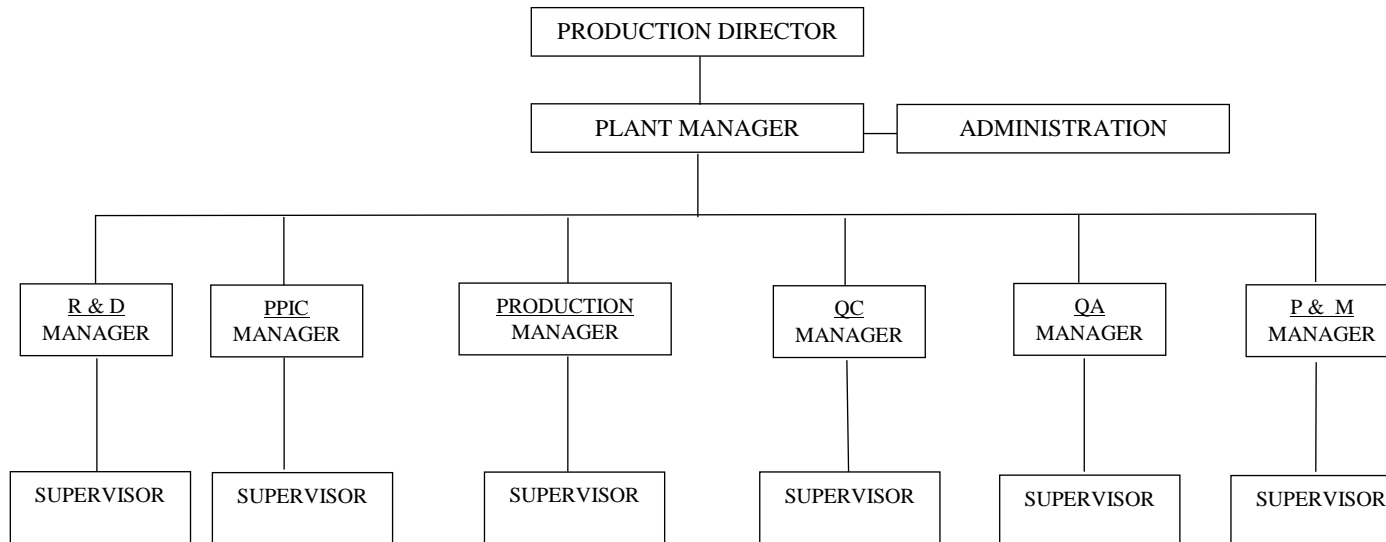 PRODUCTION DIRECTOR
PLANT MANAGER
ADMINISTRATION
R & D
MANAGER
PPIC
MANAGER
PRODUCTION
MANAGER
QC
MANAGER
QA
MANAGER
P & M
MANAGER
SUPERVISOR
SUPERVISOR
SUPERVISOR
SUPERVISOR
SUPERVISOR
SUPERVISOR